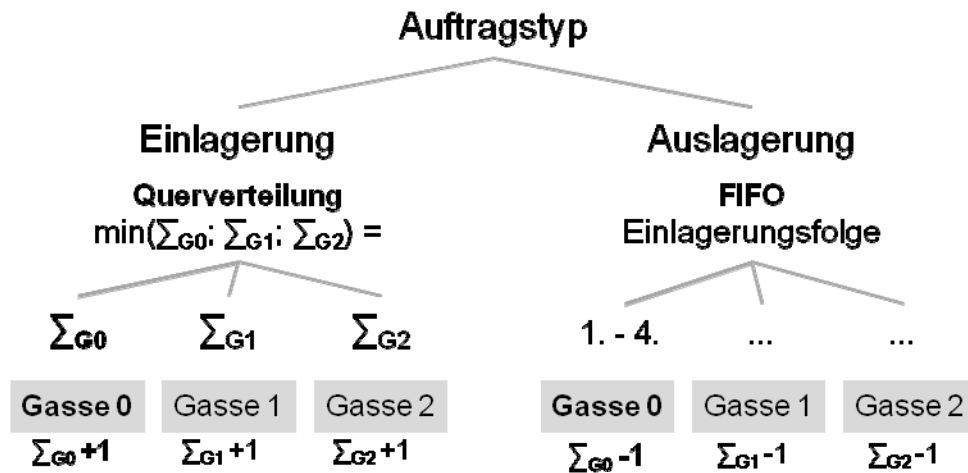 Auftragstyp
Einlagerung Auslagerung
Querverteilung FIFO
min(∑G0; ∑G1; ∑G2) = Einlagerungsfolge
∑G0 ∑G1 ∑G2 1. - 4. ... ...
Gasse 0 Gasse 1 Gasse 2 Gasse 0 Gasse 1 Gasse 2
∑G0+1 ∑G1+1 ∑G2+1 ∑G0-1 ∑G1-1 ∑G2-1